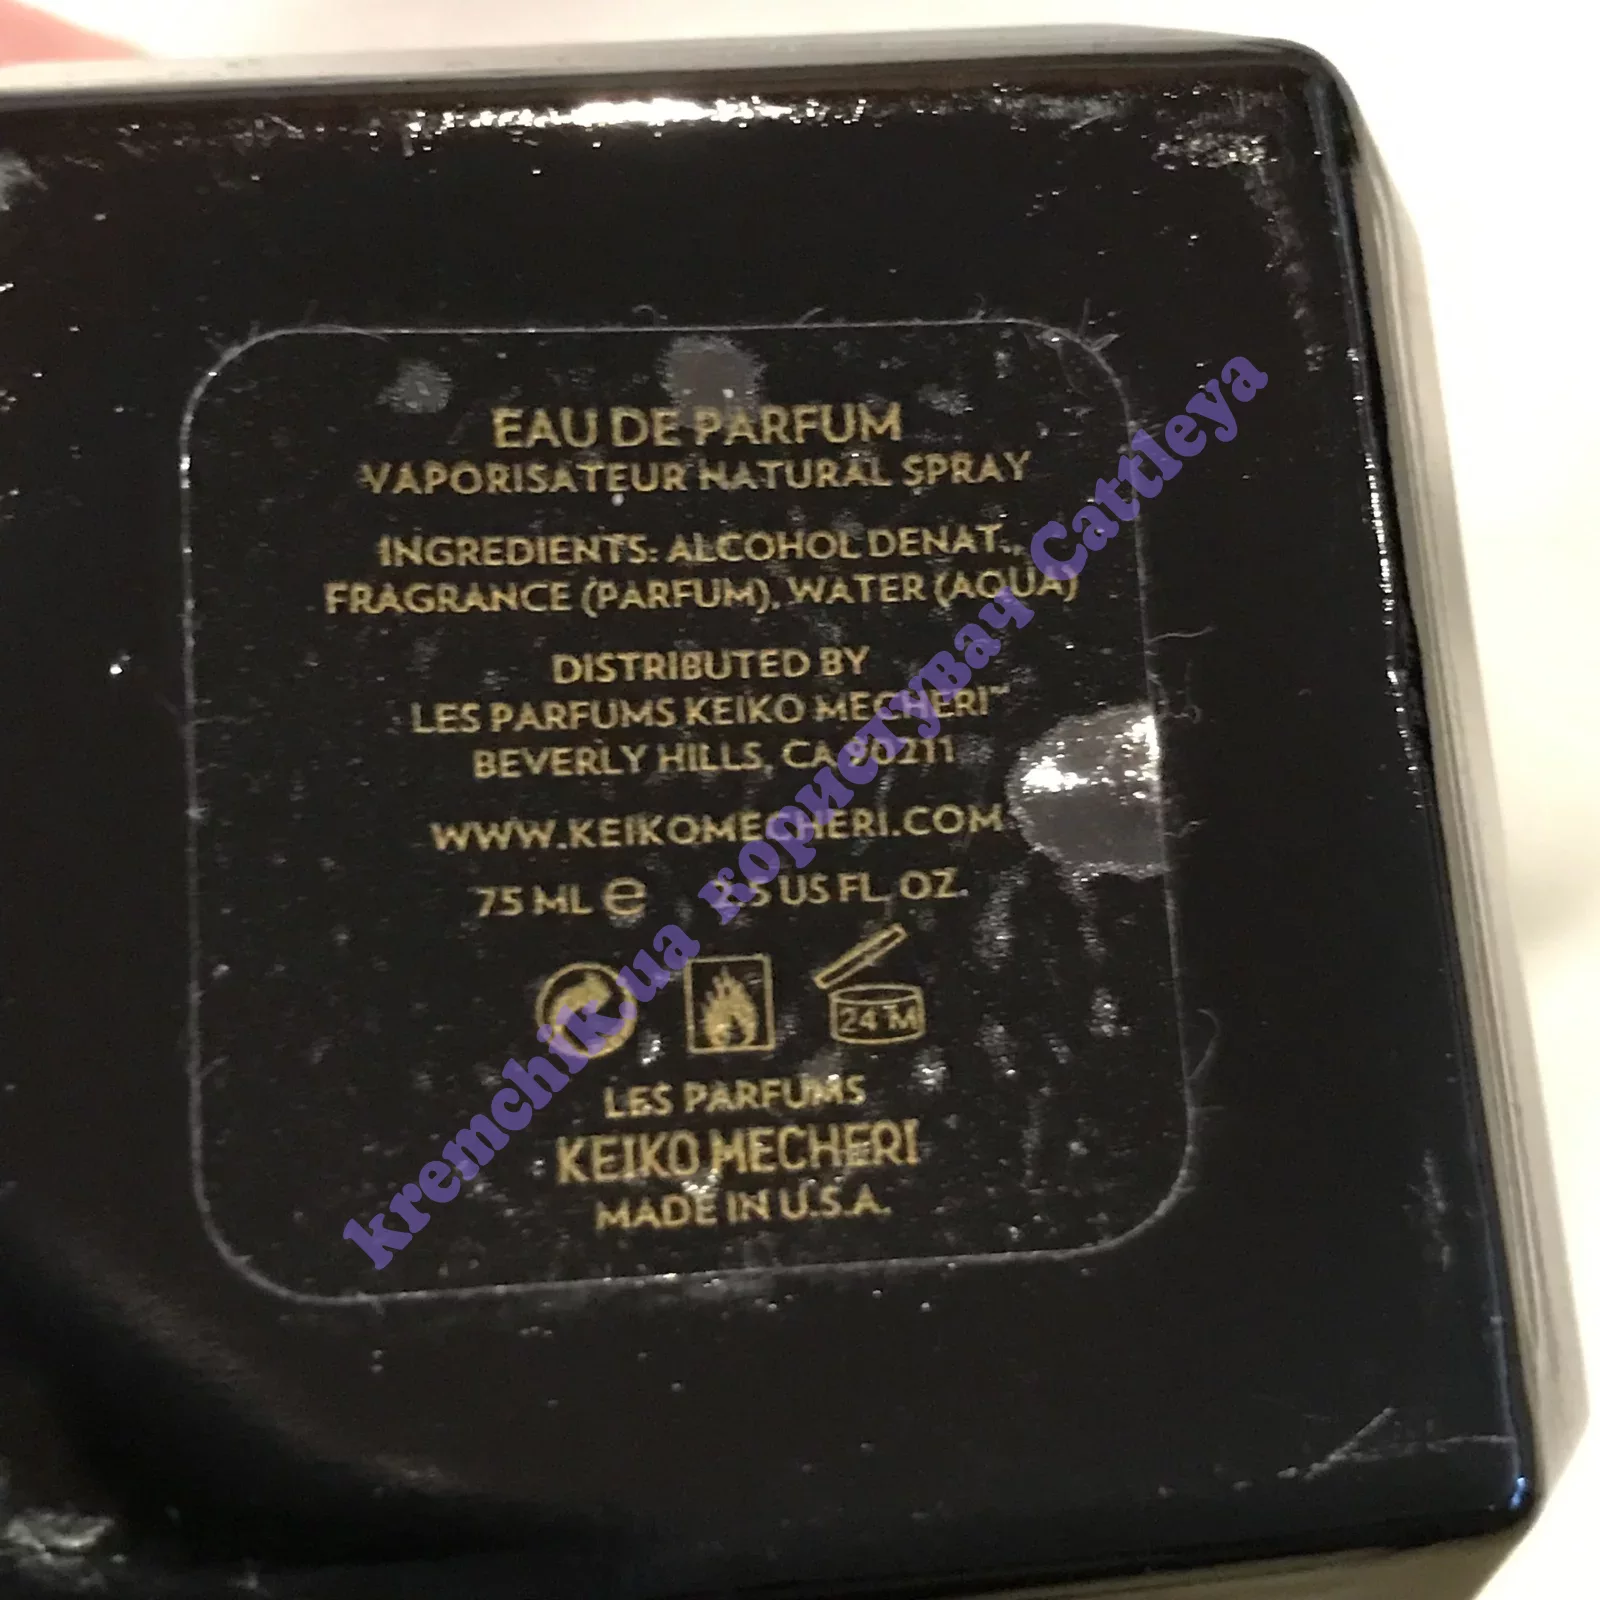 EAU DE PARFUM
VAPORISATEUR NATURAL SPRAY
INGREDIENTS: ALCOHOL DENAT.,
FRAGRANCE (PARFUM), WATER (AQUA)
DISTRIBUTED BY
LES PARFUMS KEIKO MECHERI™
BEVERLY HILLS, CA 90211
WWW.KEIKOMECHERI.COM
75 ML e 2.5 US FL. OZ.
24 M
LES PARFUMS
KEIKO MECHERI
MADE IN U.S.A.
kremchik.ua користувач Cattleya